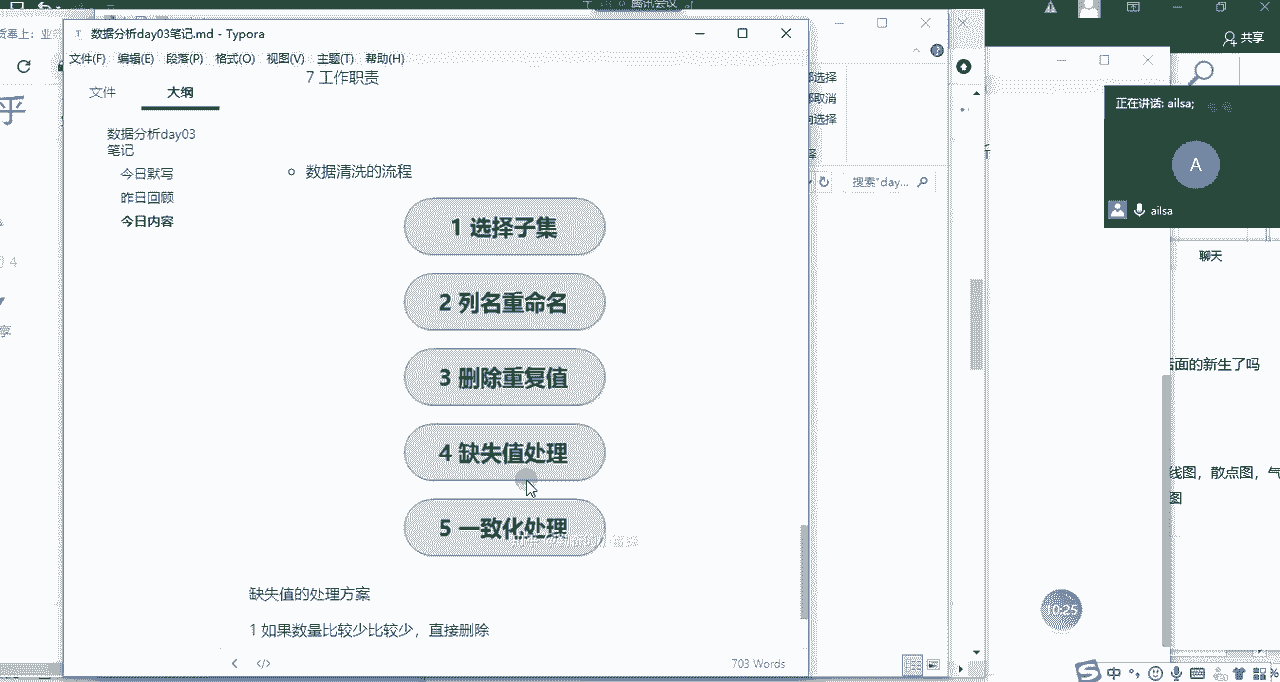 腾讯会议
数据分析day03笔记.md - Typora
共享
文件(F) 编辑(E) 段落(P) 格式(O) 视图(V) 主题(T) 帮助(H)
7 工作职责
文件 大纲
选择
取消
选择
正在讲话: ailsa;
数据分析day03
笔记
今日默写
昨日回顾
今日内容
数据清洗的流程
搜索"day...
A
ailsa
1 选择子集
聊天
2 列名重命名
后面的新生了吗
3 删除重复值
4 缺失值处理
线图，散点图，气
图
5 一致化处理
缺失值的处理方案
1 如果数量比较少比较少，直接删除
10:25
703 Words
中